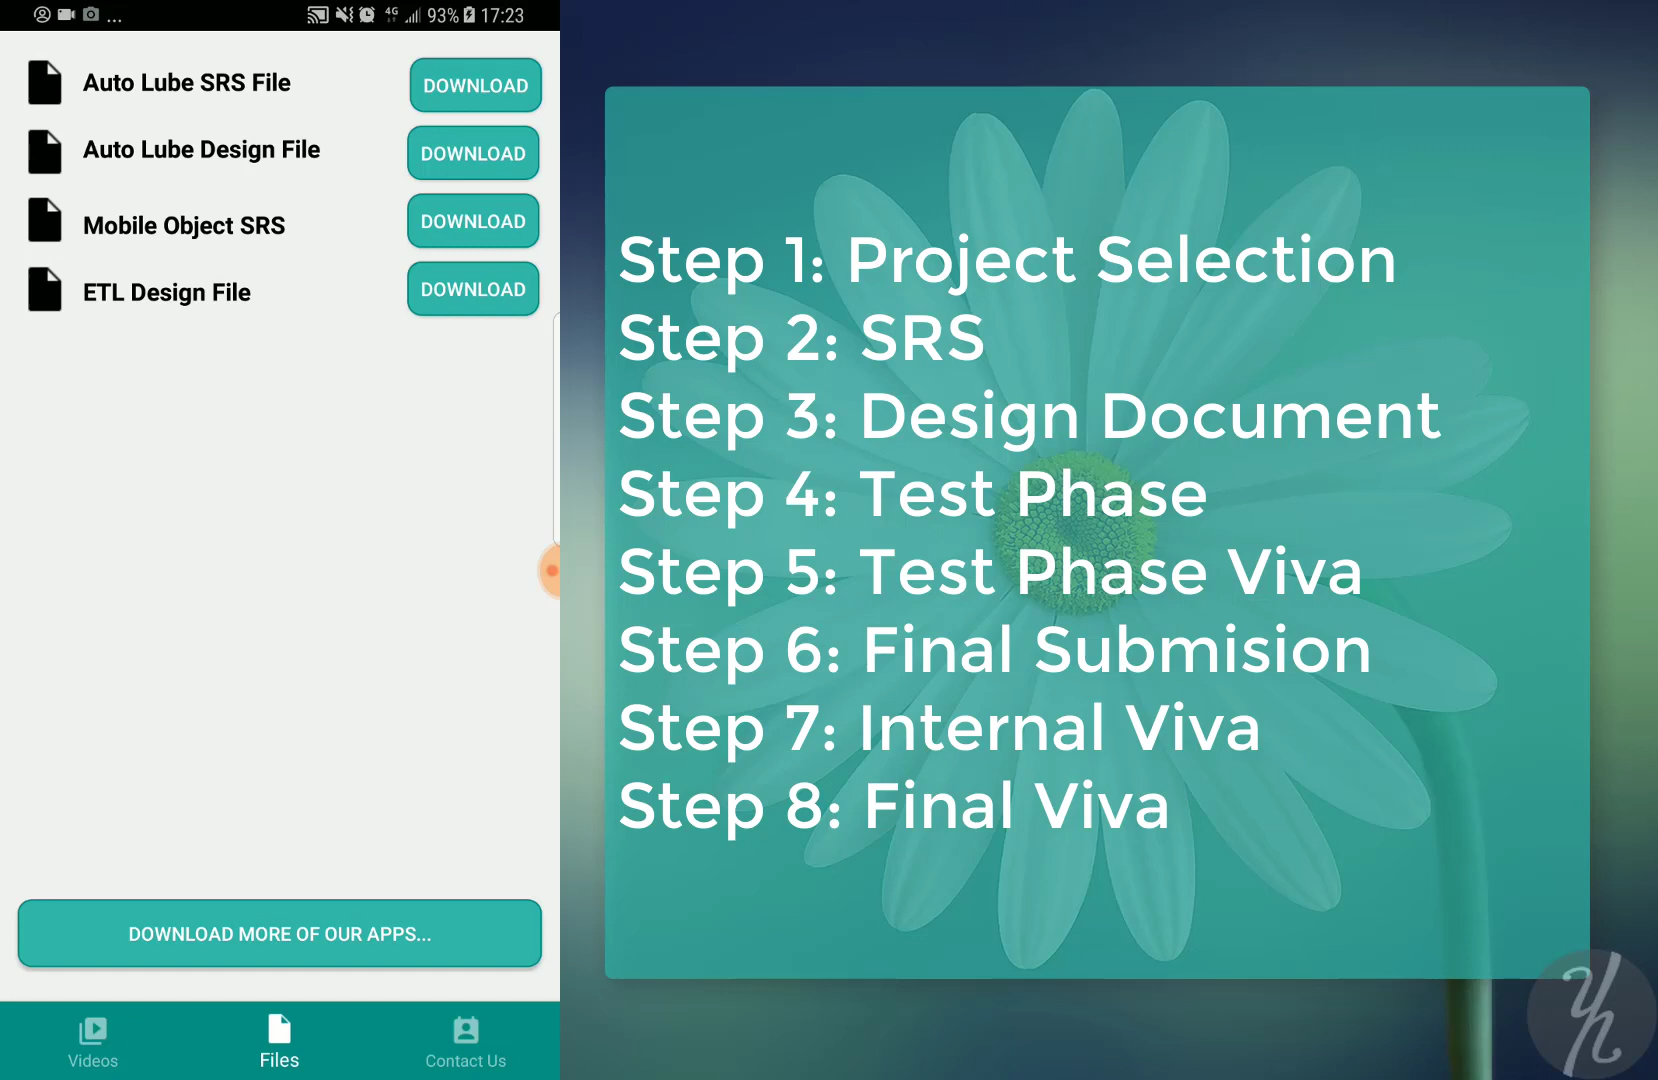 ... 4G 93% 17:23
Auto Lube SRS File DOWNLOAD
Auto Lube Design File DOWNLOAD
Mobile Object SRS DOWNLOAD
ETL Design File DOWNLOAD
DOWNLOAD MORE OF OUR APPS...
Videos Files Contact Us
Step 1: Project Selection
Step 2: SRS
Step 3: Design Document
Step 4: Test Phase
Step 5: Test Phase Viva
Step 6: Final Submision
Step 7: Internal Viva
Step 8: Final Viva